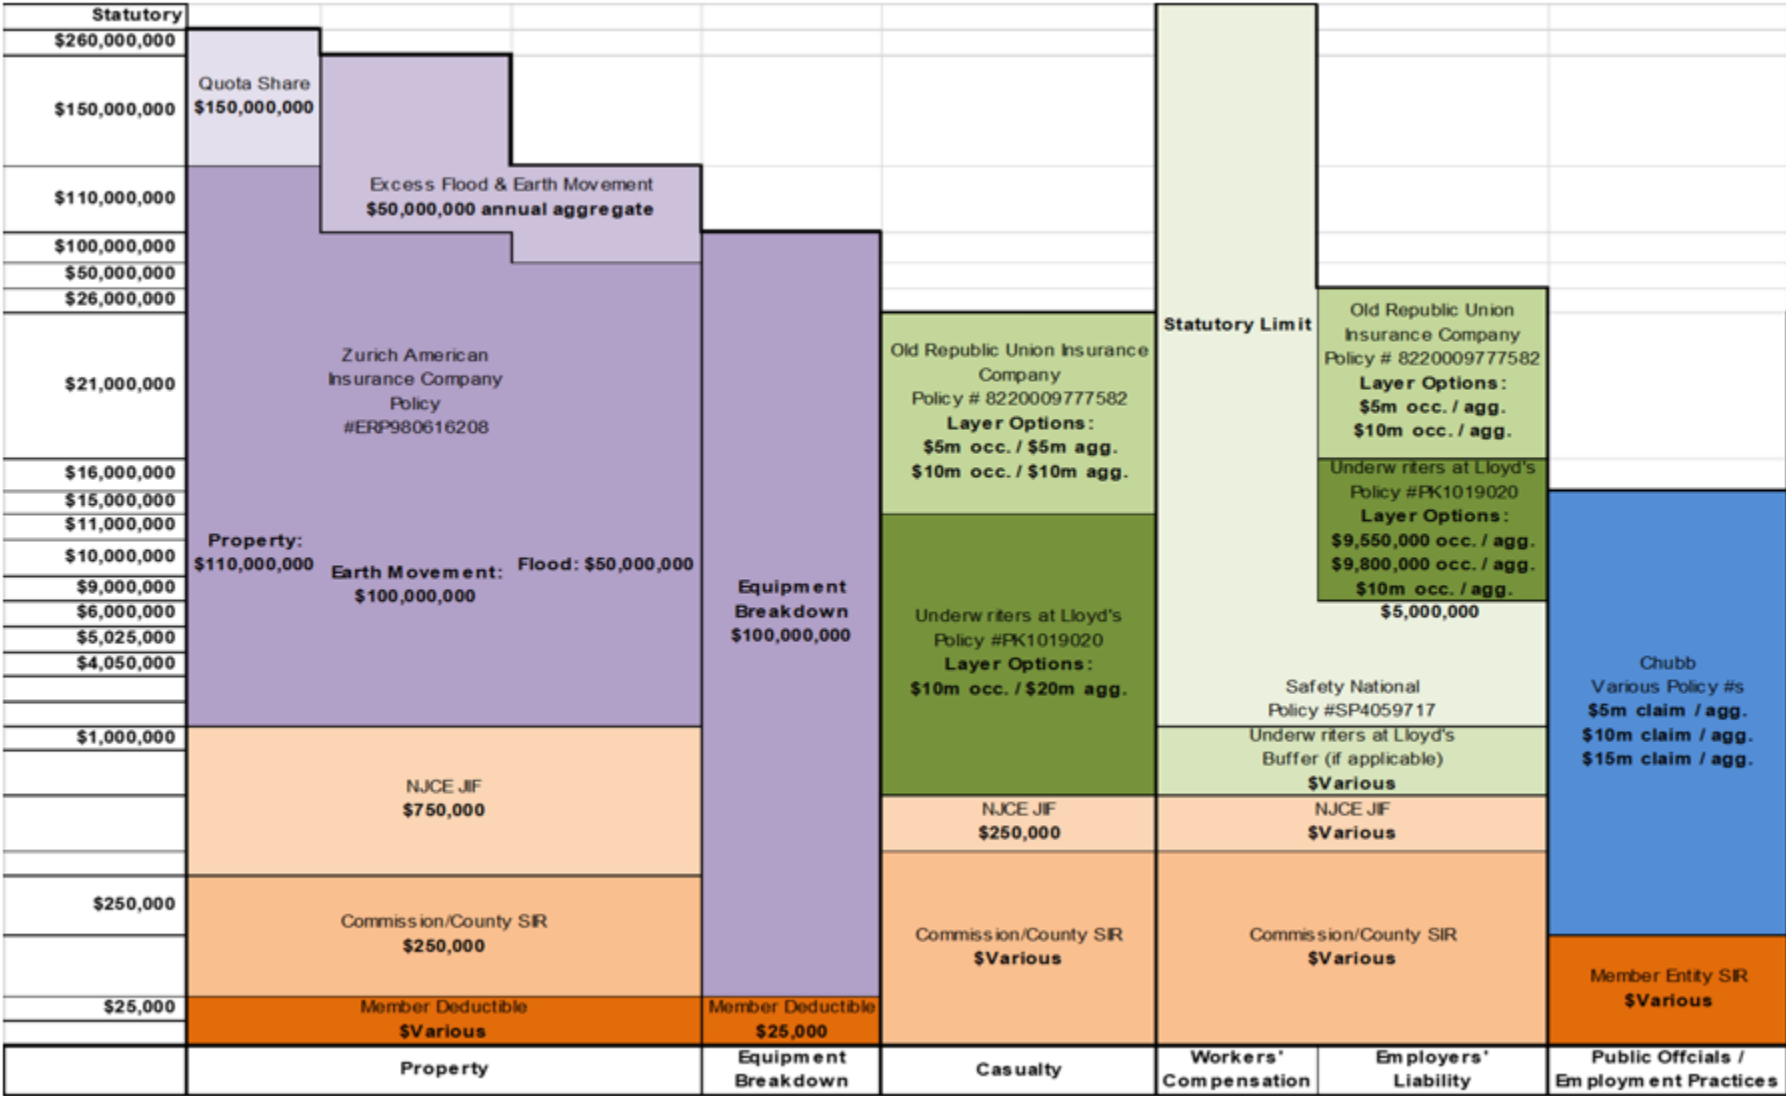 Statutory
$260,000,000
$150,000,000
$110,000,000
$100,000,000
$50,000,000
$26,000,000
$21,000,000
$16,000,000
$15,000,000
$11,000,000
$10,000,000
$9,000,000
$6,000,000
$5,025,000
$4,050,000
$1,000,000
$250,000
$25,000
Quota Share
$150,000,000
Excess Flood & Earth Movement
$50,000,000 annual aggregate
Zurich American
Insurance Company
Policy
#ERP980616208
Property:
$110,000,000
Earth Movement:
$100,000,000
Flood: $50,000,000
NJCE JIF
$750,000
Commission/County SIR
$250,000
Member Deductible
$Various
Property
Equipment
Breakdown
$100,000,000
Member Deductible
$25,000
Equipment
Breakdown
Old Republic Union Insurance
Company
Policy # 8220009777582
Layer Options:
$5m occ. / $5m agg.
$10m occ. / $10m agg.
Underwriters at Lloyd's
Policy #PK1019020
Layer Options:
$10m occ. / $20m agg.
NJCE JIF
$250,000
Commission/County SIR
$Various
Casualty
Statutory Limit
Old Republic Union
Insurance Company
Policy # 8220009777582
Layer Options:
$5m occ. / agg.
$10m occ. / agg.
Underwriters at Lloyd's
Policy #PK1019020
Layer Options:
$9,550,000 occ. / agg.
$9,800,000 occ. / agg.
$10m occ. / agg.
$5,000,000
Safety National
Policy #SP4059717
Underwriters at Lloyd's
Buffer (if applicable)
$Various
NJCE JIF
$Various
Commission/County SIR
$Various
Workers'
Compensation
Employers'
Liability
Chubb
Various Policy #s
$5m claim / agg.
$10m claim / agg.
$15m claim / agg.
Member Entity SIR
$Various
Public Offcials /
Employment Practices